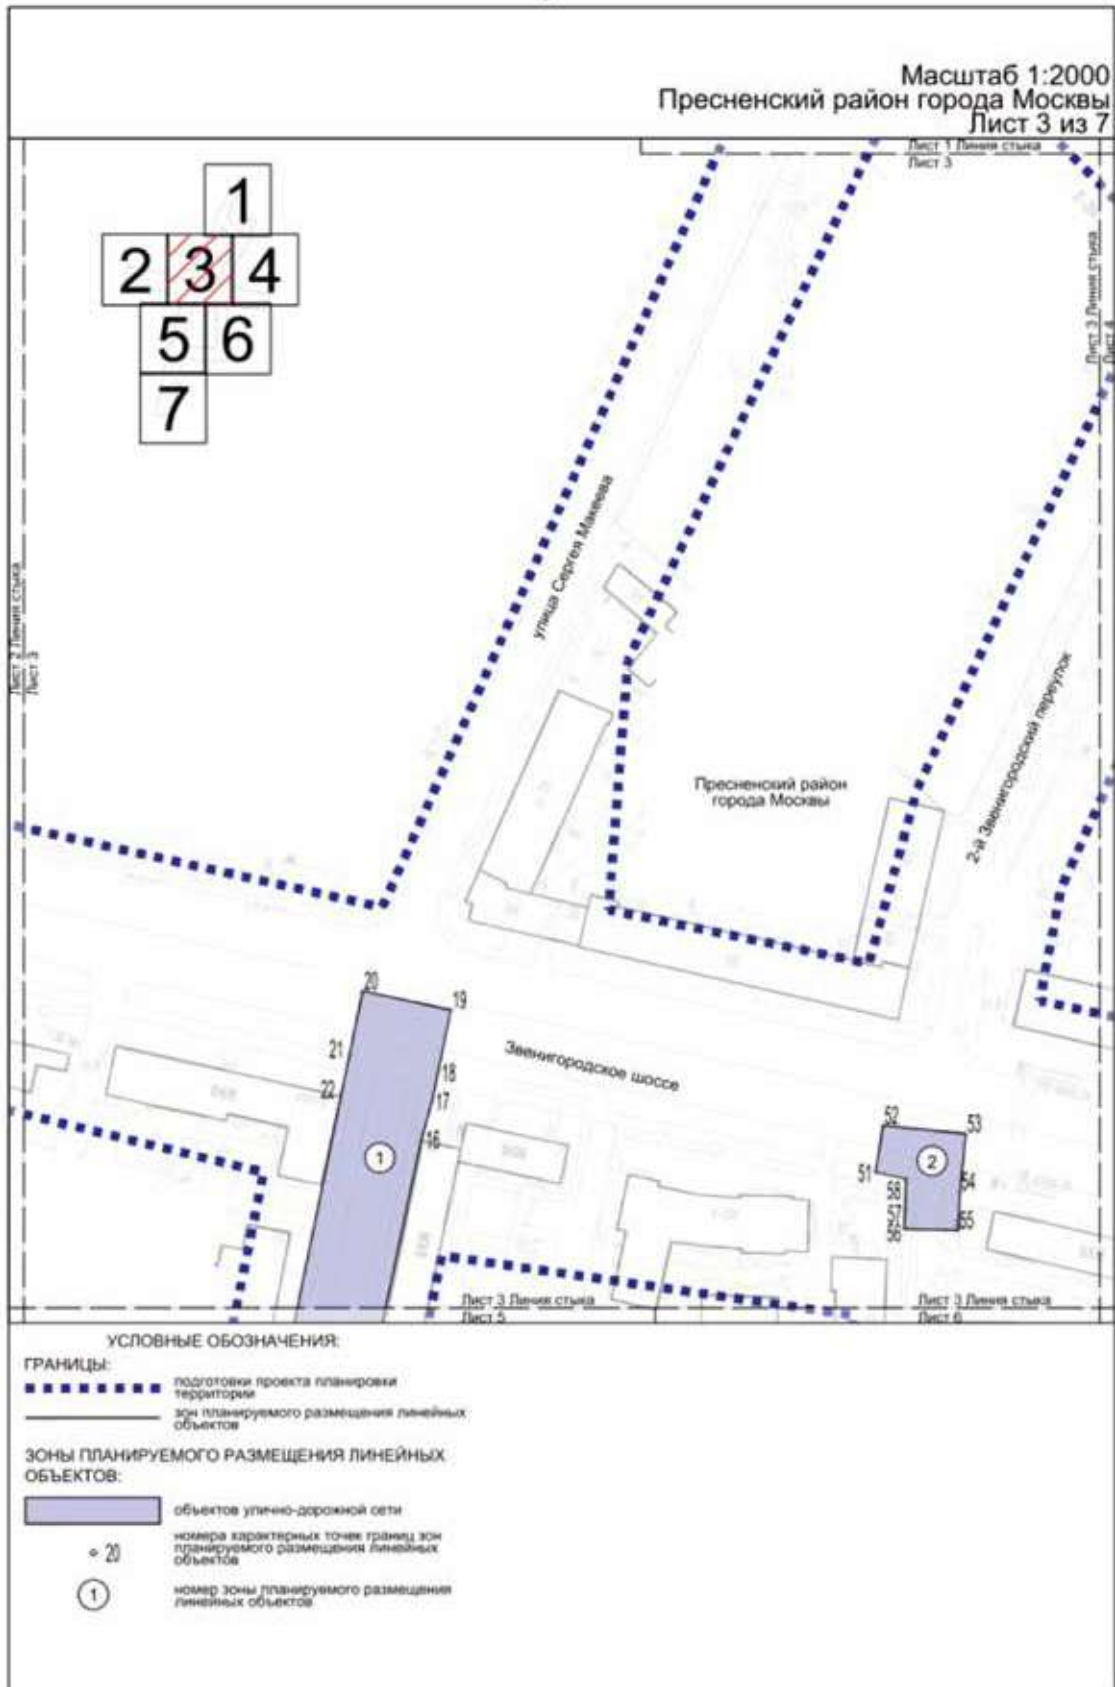 Масштаб 1:2000
Пресненский район города Москвы
Лист 3 из 7
Лист 1 Линия стыка
Лист 3
1
2 3 4
5 6
7
Лист 3 Линия стыка
Лист 4
улица Сергея Макеева
Лист 2 Линия стыка
Лист 3
2-й Звенигородский переулок
Пресненский район
города Москвы
20
19
Звенигородское шоссе
21
18
22
17
16
1
52
53
2
51
54
58
57
55
56
Лист 3 Линия стыка
Лист 5
Лист 3 Линия стыка
Лист 6
УСЛОВНЫЕ ОБОЗНАЧЕНИЯ:
ГРАНИЦЫ:
подготовки проекта планировки
территории
зон планируемого размещения линейных
объектов
ЗОНЫ ПЛАНИРУЕМОГО РАЗМЕЩЕНИЯ ЛИНЕЙНЫХ
ОБЪЕКТОВ:
объектов улично-дорожной сети
20
номера характерных точек границ зон
планируемого размещения линейных
объектов
1
номер зоны планируемого размещения
линейных объектов